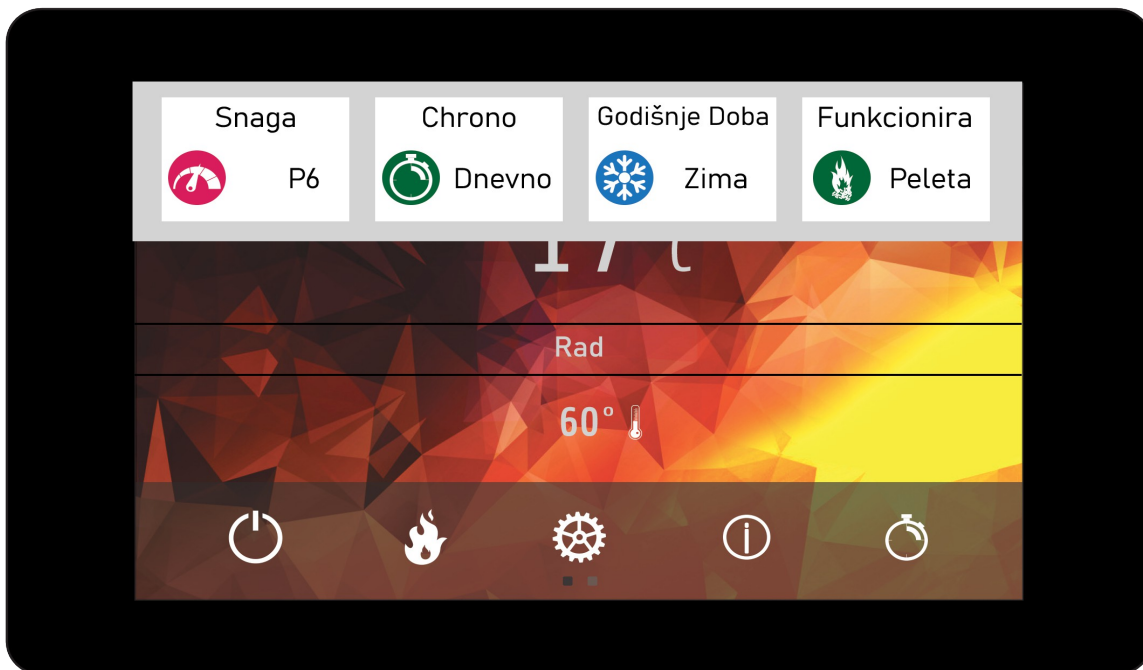 Snaga
P6
Chrono
Dnevno
Godišnje Doba
Zima
Funkcionira
Peleta
Rad
60°